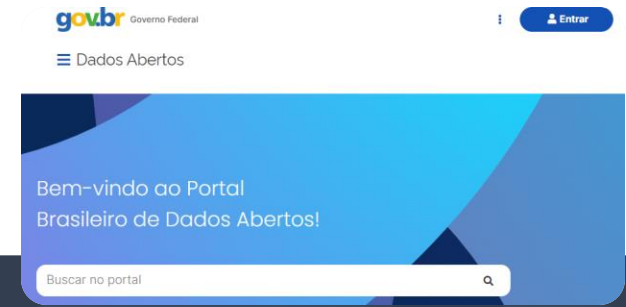 gov.br Governo Federal
Entrar
Dados Abertos
Bem-vindo ao Portal
Brasileiro de Dados Abertos!
Buscar no portal